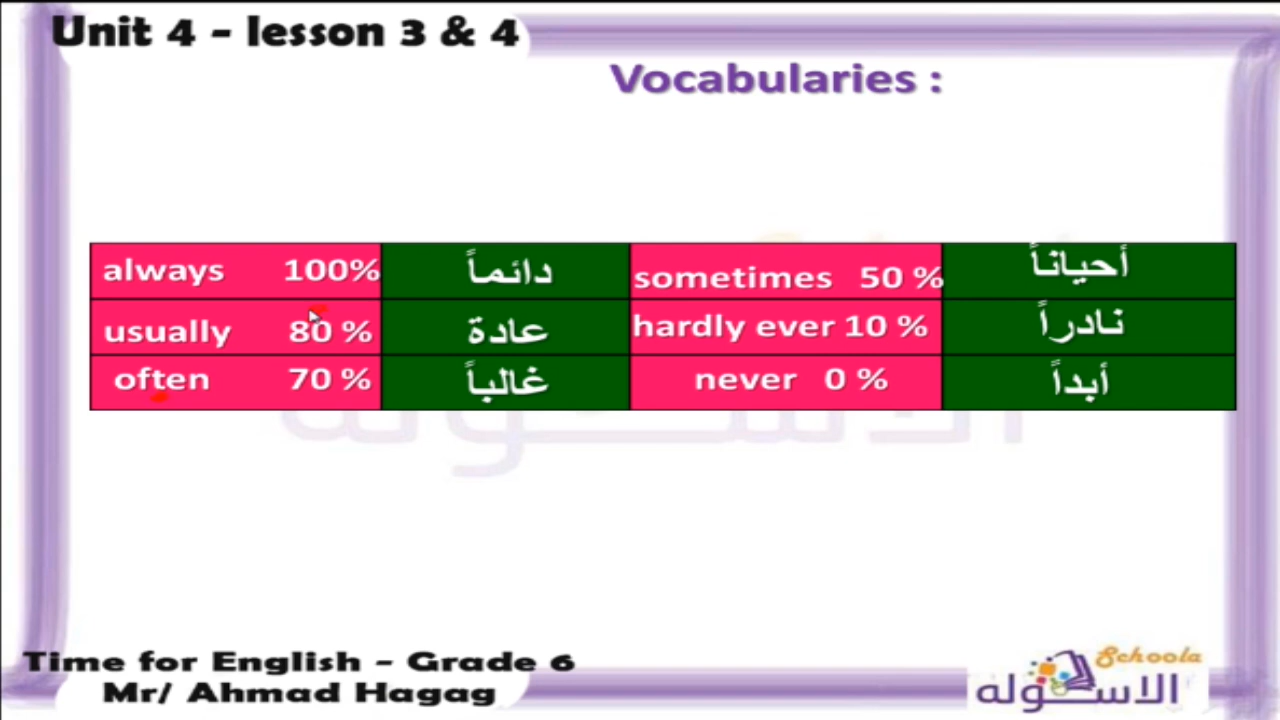 Unit 4 - lesson 3 & 4
Vocabularies :
always 100% دائماً sometimes 50 % أحياناً
usually 80 % عادة hardly ever 10 % نادراً
often 70 % غالباً never 0 % أبداً
Time for English - Grade 6
Mr/ Ahmad Hagag
Schoola
الاسكوله